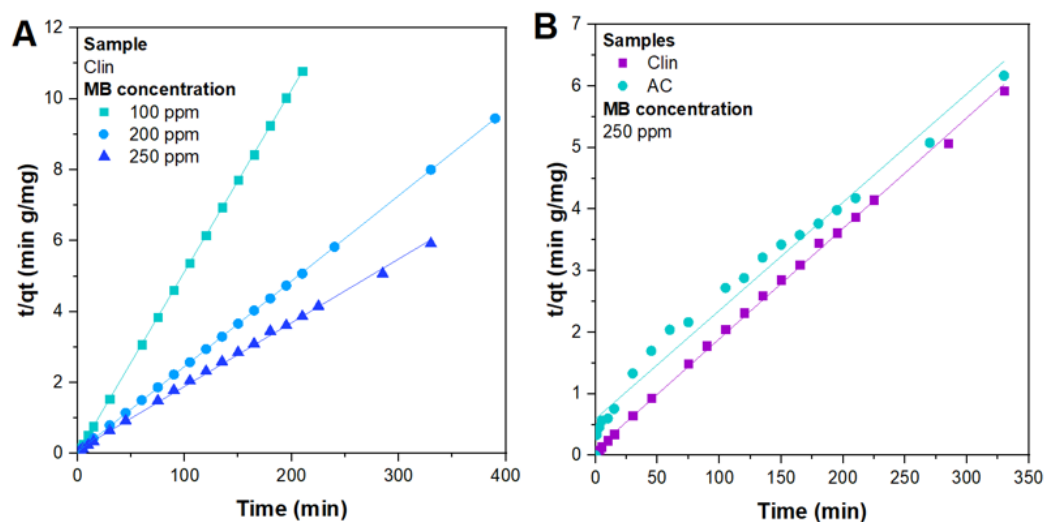 A
Sample
Clin
MB concentration
100 ppm
200 ppm
250 ppm
t/qt (min g/mg)
12
10
8
6
4
2
0
0
100
200
300
400
Time (min)
B
Samples
Clin
AC
MB concentration
250 ppm
t/qt (min g/mg)
7
6
5
4
3
2
1
0
0
50
100
150
200
250
300
350
Time (min)